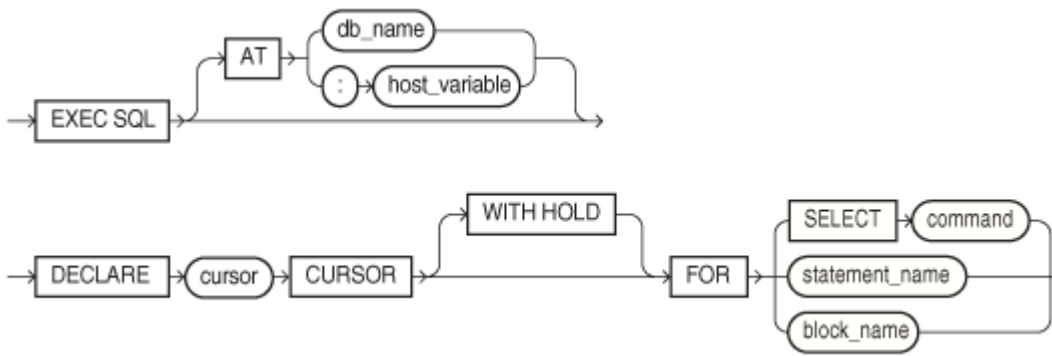 db_name
AT
: host_variable
EXEC SQL
WITH HOLD
SELECT command
DECLARE cursor CURSOR FOR statement_name
block_name